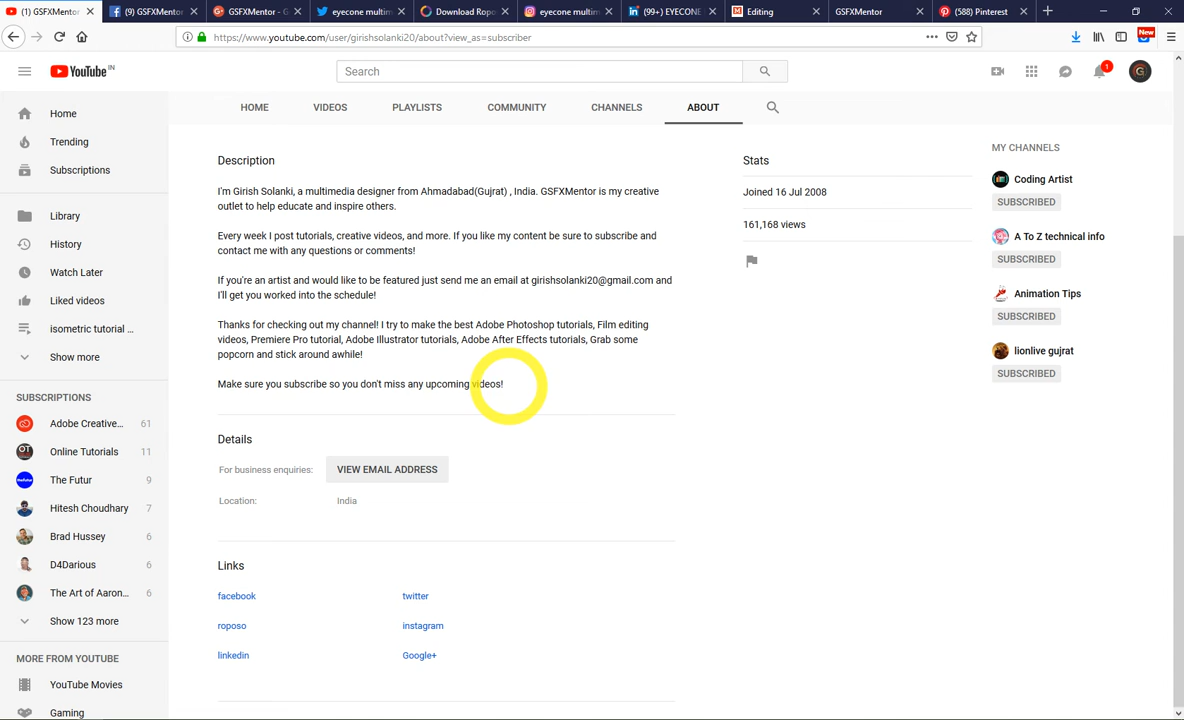 (1) GSFXMentor
(9) GSFXMentor
GSFXMentor - G
eyecone multim
Download Ropo
eyecone multim
(99+) EYECONE
Editing
GSFXMentor
(588) Pinterest
New
https://www.youtube.com/user/girishsolanki20/about?view_as=subscriber
YouTube IN
Search
1
G
HOME
VIDEOS
PLAYLISTS
COMMUNITY
CHANNELS
ABOUT
Home
Trending
Subscriptions
Library
History
Watch Later
Liked videos
isometric tutorial ...
Show more
SUBSCRIPTIONS
Adobe Creative... 61
Online Tutorials 11
The Futur 9
Hitesh Choudhary 7
Brad Hussey 6
D4Darious 6
The Art of Aaron... 6
Show 123 more
MORE FROM YOUTUBE
YouTube Movies
Gaming
Description
I'm Girish Solanki, a multimedia designer from Ahmadabad(Gujrat) , India. GSFXMentor is my creative
outlet to help educate and inspire others.
Every week I post tutorials, creative videos, and more. If you like my content be sure to subscribe and
contact me with any questions or comments!
If you're an artist and would like to be featured just send me an email at girishsolanki20@gmail.com and
I'll get you worked into the schedule!
Thanks for checking out my channel! I try to make the best Adobe Photoshop tutorials, Film editing
videos, Premiere Pro tutorial, Adobe Illustrator tutorials, Adobe After Effects tutorials, Grab some
popcorn and stick around awhile!
Make sure you subscribe so you don't miss any upcoming videos!
Details
For business enquiries: VIEW EMAIL ADDRESS
Location: India
Links
facebook twitter
roposo instagram
linkedin Google+
Stats
Joined 16 Jul 2008
161,168 views
MY CHANNELS
Coding Artist
SUBSCRIBED
A To Z technical info
SUBSCRIBED
Animation Tips
SUBSCRIBED
lionlive gujrat
SUBSCRIBED